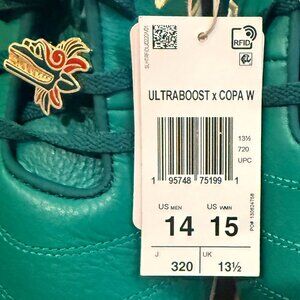 RFID
ULTRABOOST x COPA W
13½
720
UPC
1 95748 75199 1
US MEN
14
US WMN
15
J
320
UK
13½